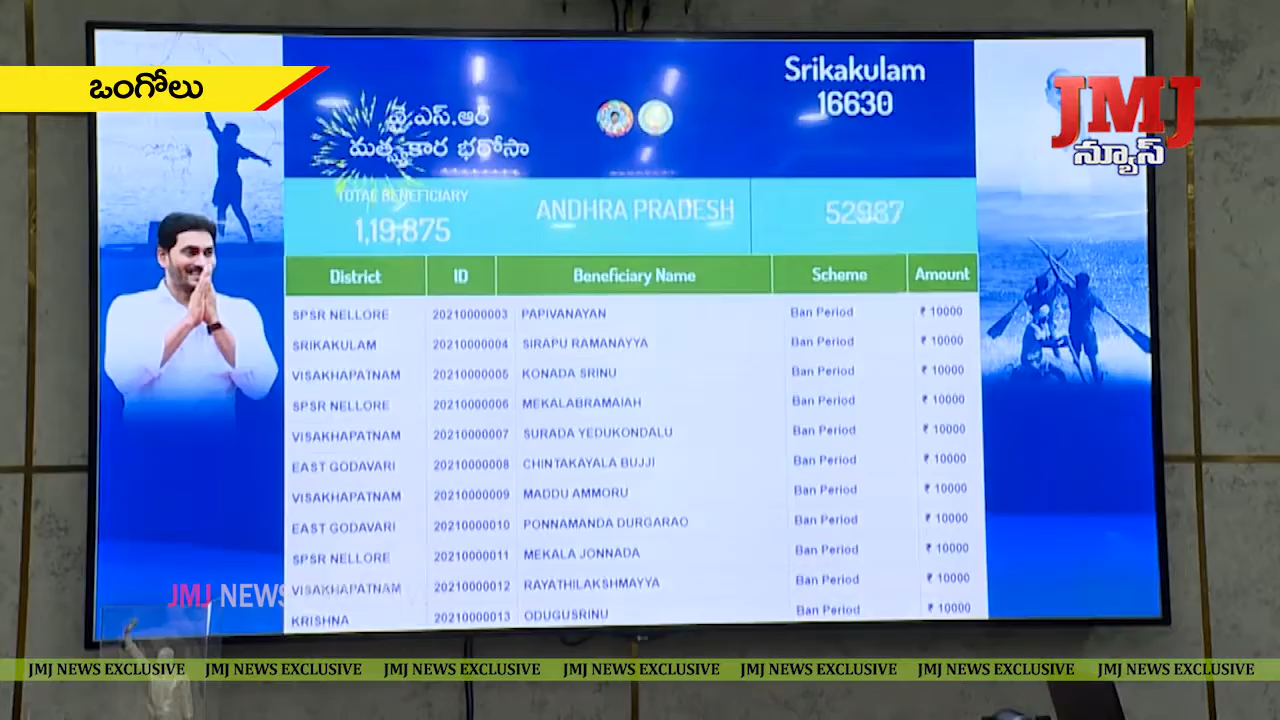 ఒంగోలు
JMJ
న్యూస్
వై.ఎస్.ఆర్
మత్స్యకార భరోసా
Srikakulam
16630
TOTAL BENEFICIARY
1,19,875
ANDHRA PRADESH
52987
District ID Beneficiary Name Scheme Amount
SPSR NELLORE 20210000003 PAPIVANAYAN Ban Period ₹ 10000
SRIKAKULAM 20210000004 SIRAPU RAMANAYYA Ban Period ₹ 10000
VISAKHAPATNAM 20210000005 KONADA SRINU Ban Period ₹ 10000
SPSR NELLORE 20210000006 MEKALABRAMAIAH Ban Period ₹ 10000
VISAKHAPATNAM 20210000007 SURADA YEDUKONDALU Ban Period ₹ 10000
EAST GODAVARI 20210000008 CHINTAKAYALA BUJJI Ban Period ₹ 10000
VISAKHAPATNAM 20210000009 MADDU AMMORU Ban Period ₹ 10000
EAST GODAVARI 20210000010 PONNAMANDA DURGARAO Ban Period ₹ 10000
SPSR NELLORE 20210000011 MEKALA JONNADA Ban Period ₹ 10000
VISAKHAPATNAM 20210000012 RAYATHILAKSHMAYYA Ban Period ₹ 10000
KRISHNA 20210000013 ODUGUSRINU Ban Period ₹ 10000
JMJ NEWS
JMJ NEWS EXCLUSIVE JMJ NEWS EXCLUSIVE JMJ NEWS EXCLUSIVE JMJ NEWS EXCLUSIVE JMJ NEWS EXCLUSIVE JMJ NEWS EXCLUSIVE JMJ NEWS EXCLUSIVE